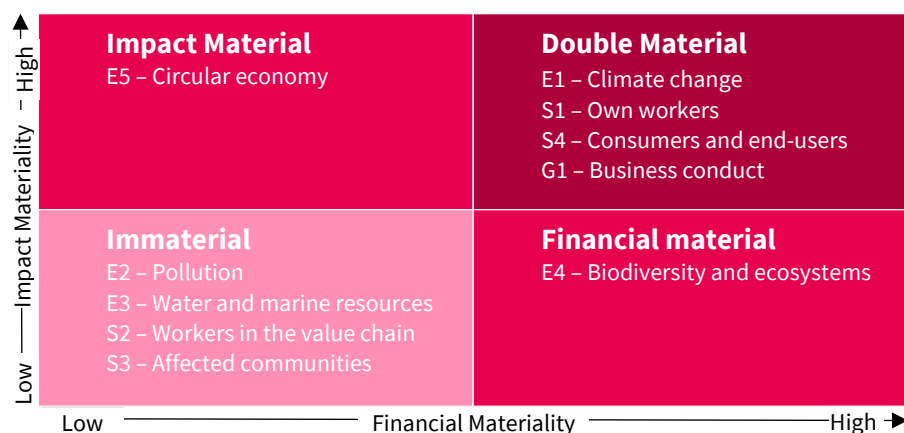 Impact Material
E5 – Circular economy
Double Material
E1 – Climate change
S1 – Own workers
S4 – Consumers and end-users
G1 – Business conduct
Immaterial
E2 – Pollution
E3 – Water and marine resources
S2 – Workers in the value chain
S3 – Affected communities
Financial material
E4 – Biodiversity and ecosystems
High
Impact Materiality
Low
Low
Financial Materiality
High